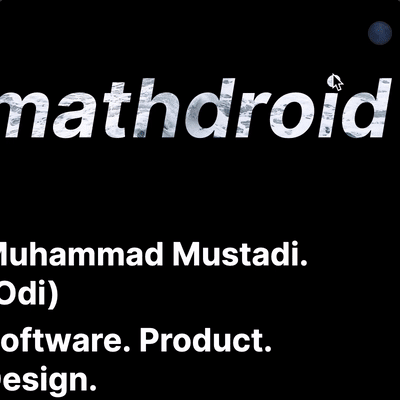 mathdroid
Muhammad Mustadi.
(Odi)
oftware. Product.
esign.